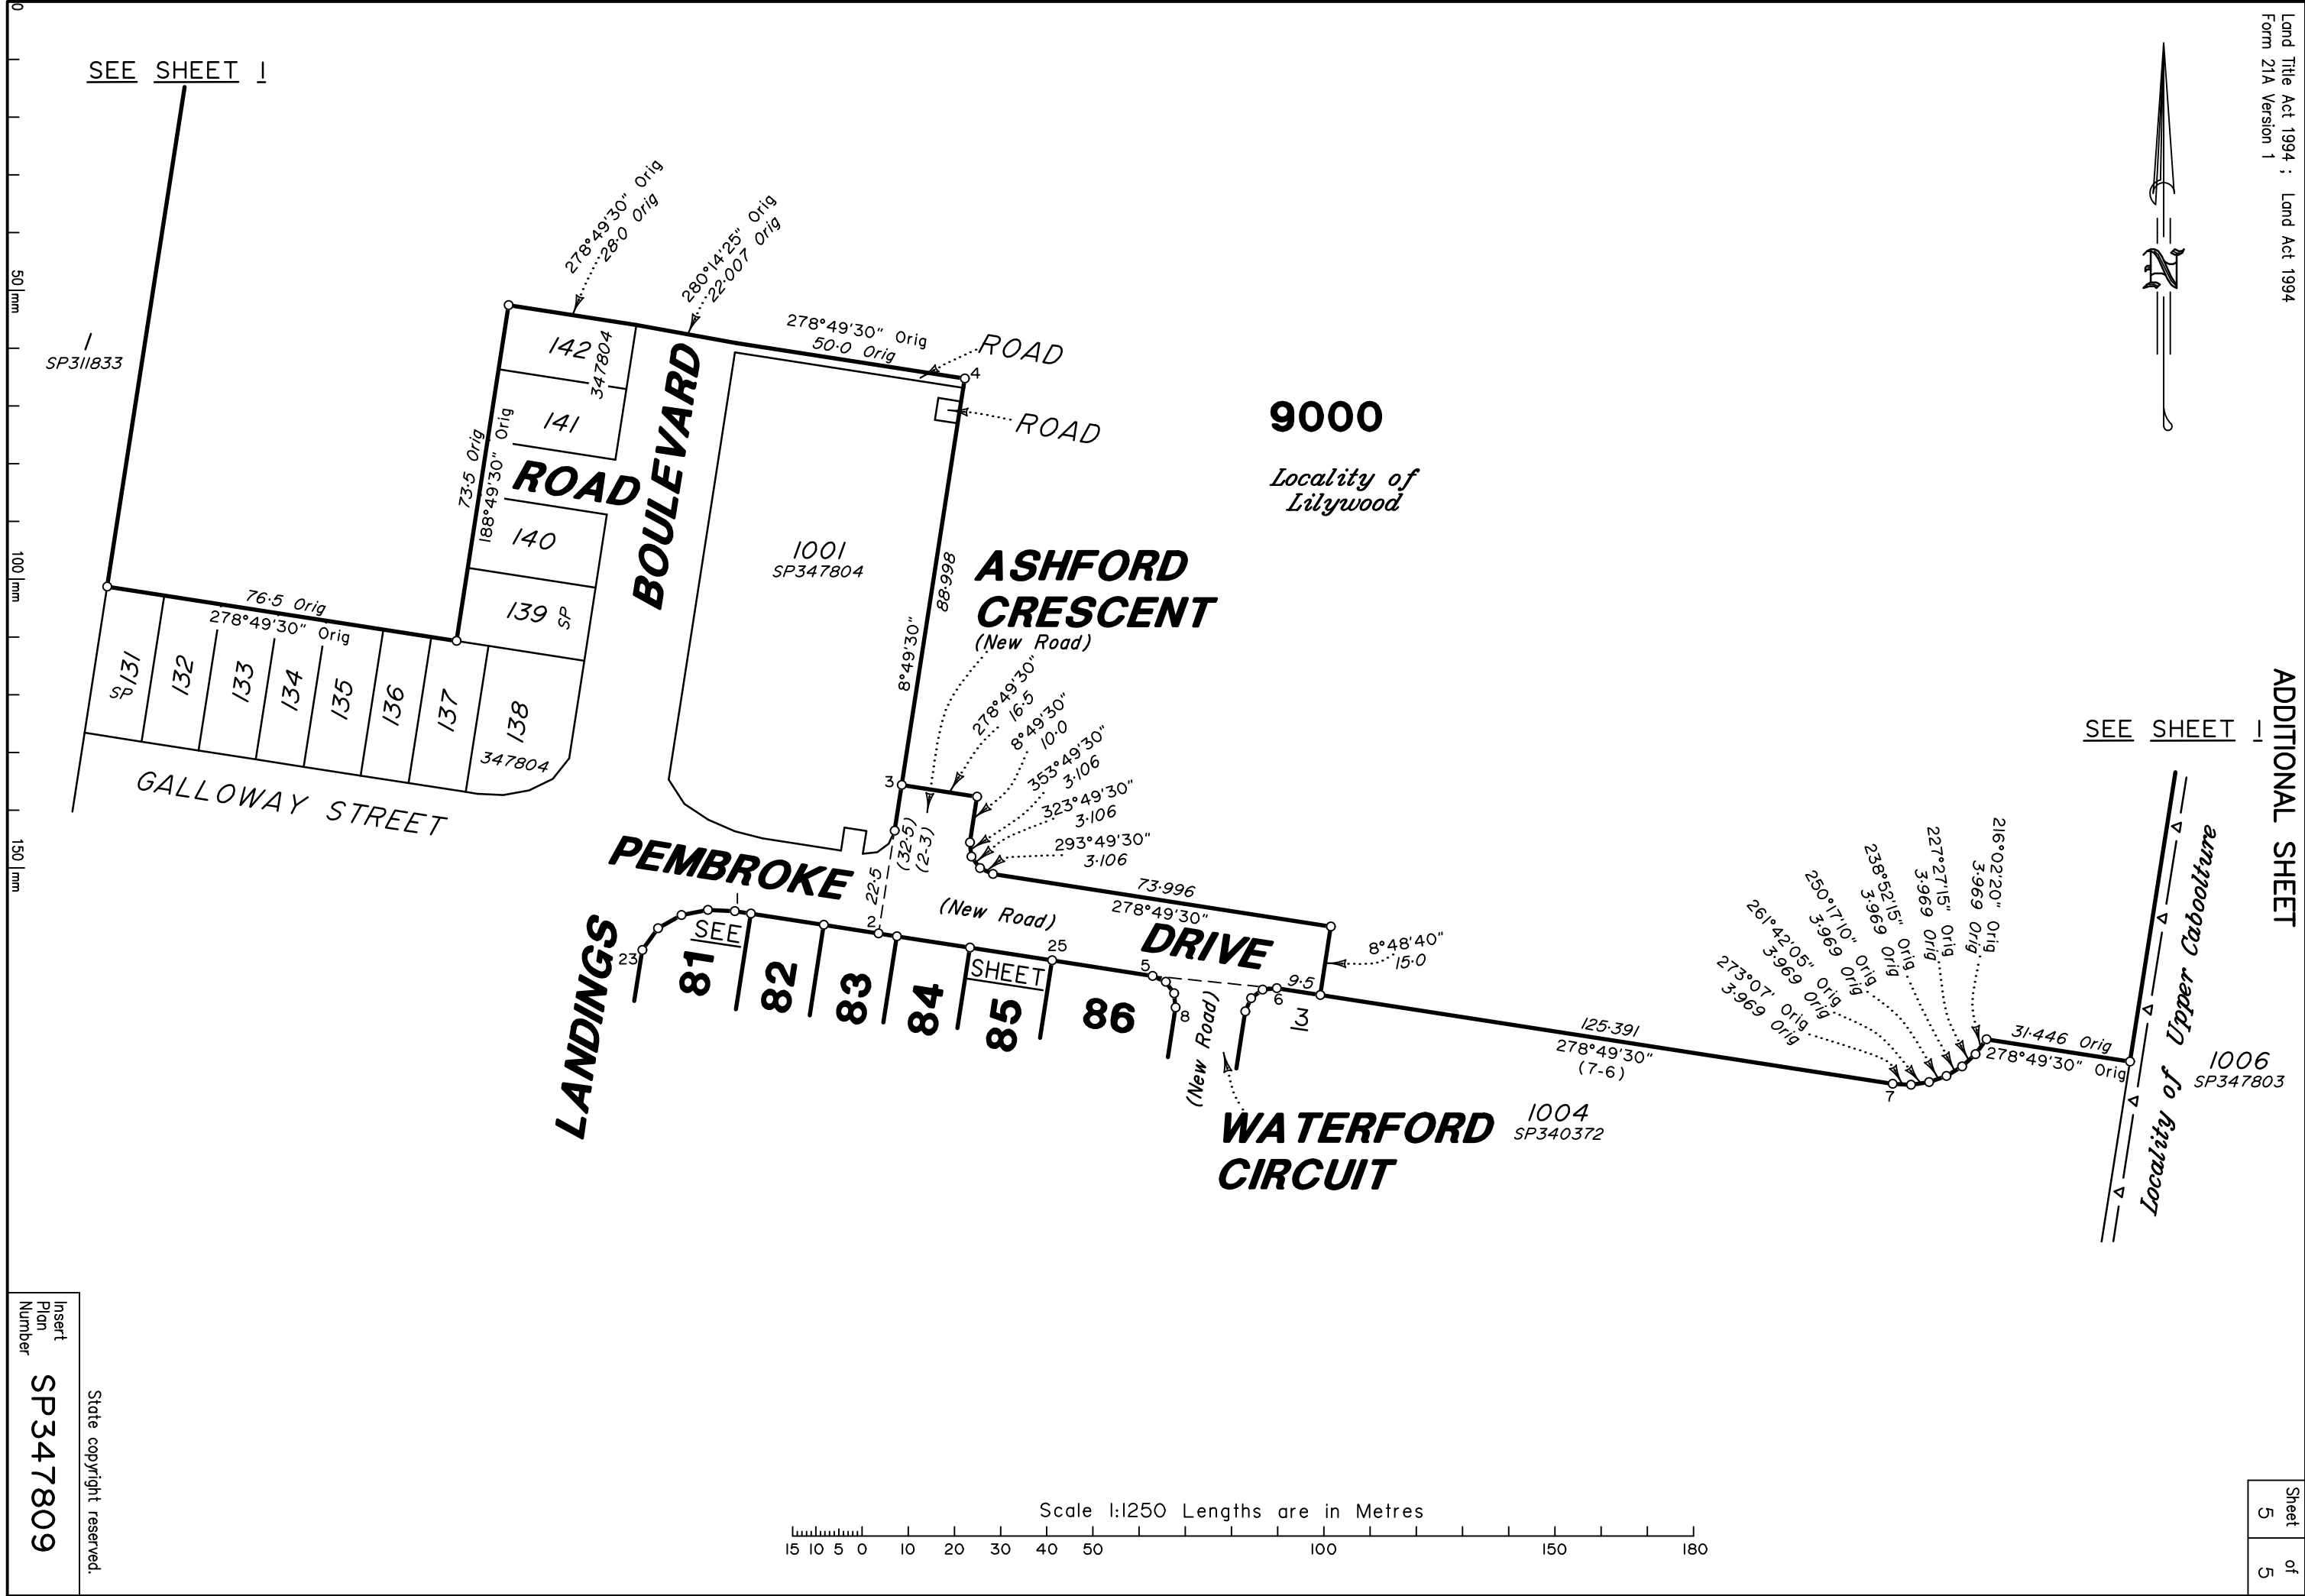 Land Title Act 1994 ; Land Act 1994
Form 21A Version 1
ADDITIONAL SHEET
Sheet of
5 5
0
50 mm
100 mm
150 mm
SEE SHEET 1
1
SP311833
278°49'30" Orig
28·0 Orig
280°14'25" Orig
22·007 Orig
278°49'30" Orig
50·0 Orig
ROAD
4
ROAD
142
347804
141
ROAD
140
139 SP
73·5 Orig
188°49'30" Orig
BOULEVARD
1001
SP347804
9000
Locality of
Lilywood
88·998
8°49'30"
ASHFORD
CRESCENT
(New Road)
76·5 Orig
278°49'30" Orig
SP 131
132
133
134
135
136
137
138
347804
GALLOWAY STREET
278°49'30"
16·5
8°49'30"
10·0
353°49'30"
3·106
323°49'30"
3·106
293°49'30"
3·106
3
(32·5)
(2-3)
22·5
73·996
278°49'30"
PEMBROKE
(New Road)
DRIVE
8°48'40"
15·0
2
25
5
9·5
6
8
13
23
SEE
SHEET
81
82
83
84
85
86
LANDINGS
(New Road)
WATERFORD
CIRCUIT
1004
SP340372
125·391
278°49'30"
(7-6)
7
273°07' Orig
3·969 Orig
261°42'05" Orig
3·969 Orig
250°17'10" Orig
3·969 Orig
238°52'15" Orig
3·969 Orig
227°27'15" Orig
3·969 Orig
216°02'20" Orig
3·969 Orig
31·446 Orig
278°49'30" Orig
SEE SHEET 1
Locality of Upper Caboolture
1006
SP347803
Scale 1:1250 Lengths are in Metres
15 10 5 0 10 20 30 40 50 100 150 180
State copyright reserved.
Insert
Plan
Number
SP347809